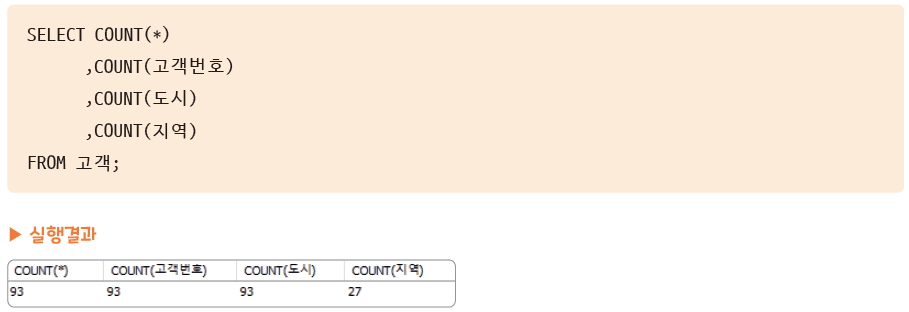 SELECT COUNT(*)
,COUNT(고객번호)
,COUNT(도시)
,COUNT(지역)
FROM 고객;
▶ 실행결과
COUNT(*) COUNT(고객번호) COUNT(도시) COUNT(지역)
93 93 93 27